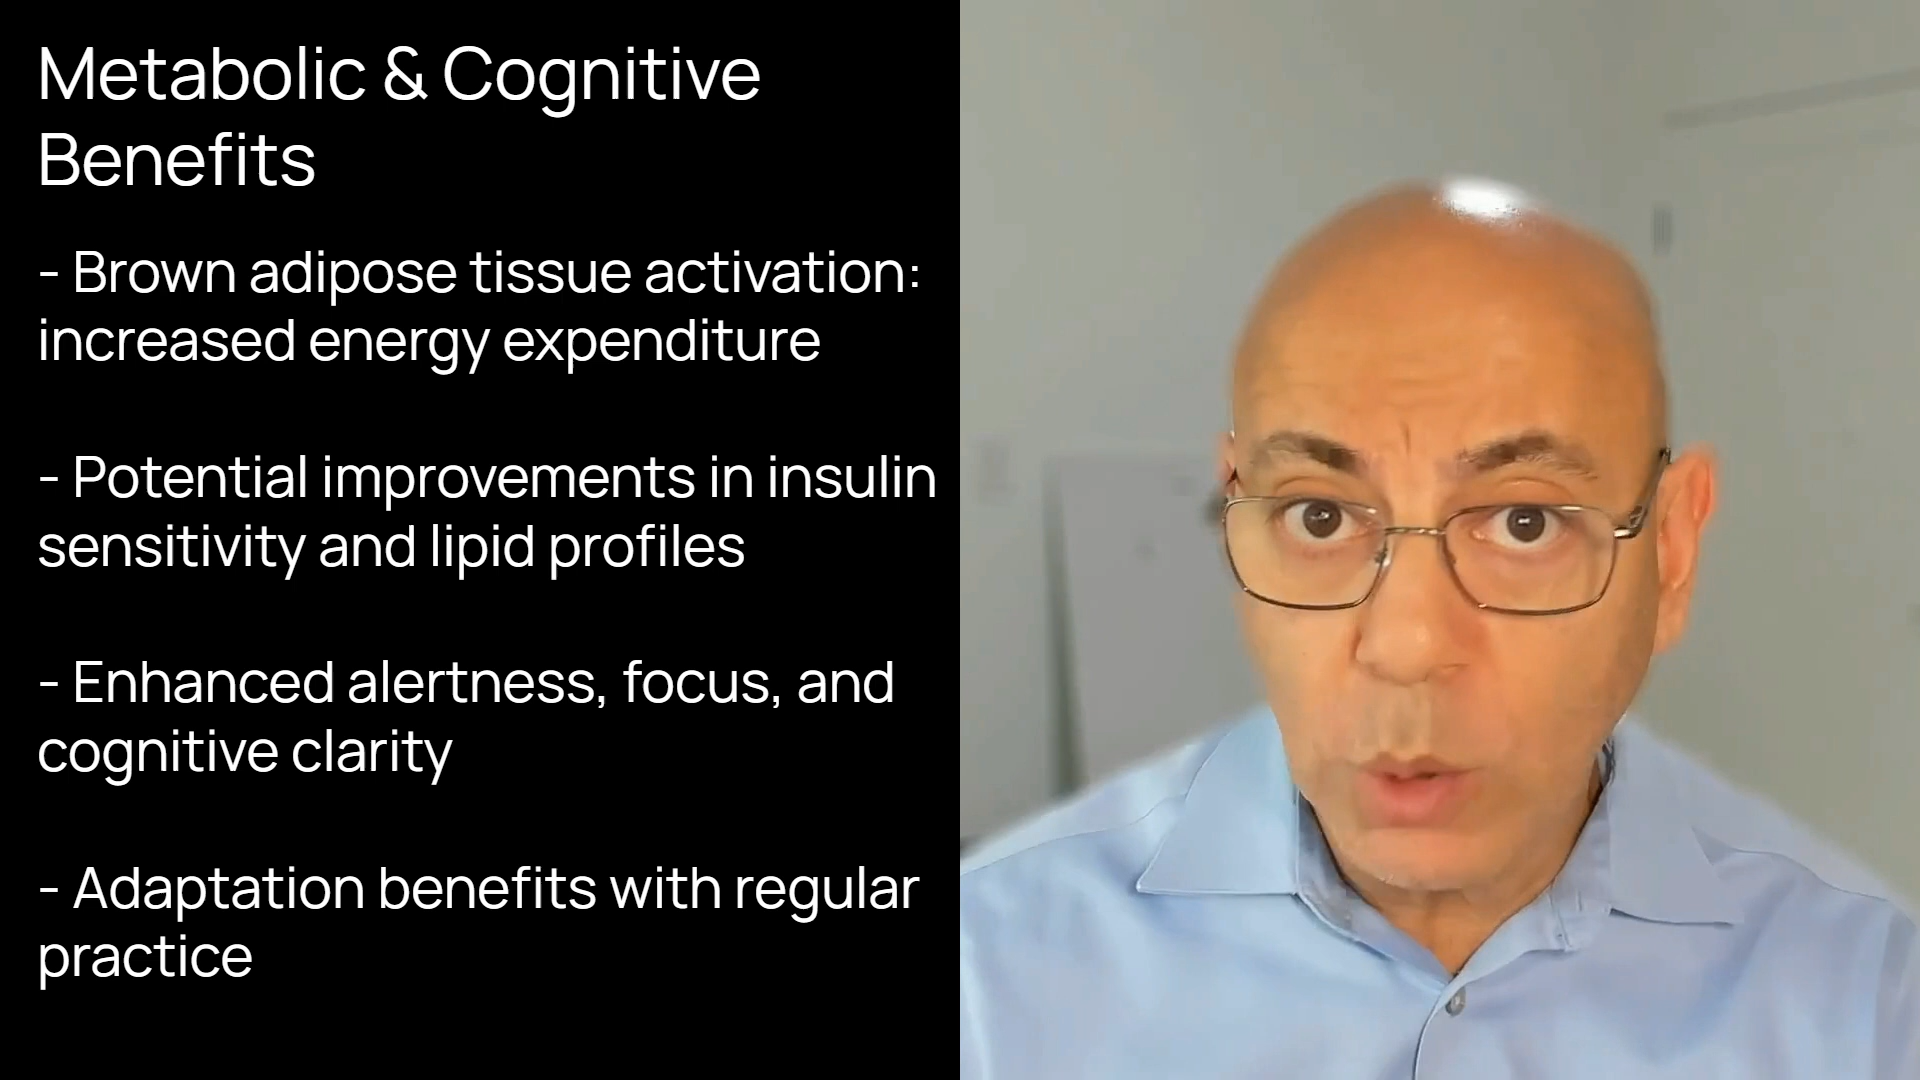 Metabolic & Cognitive
Benefits
- Brown adipose tissue activation:
increased energy expenditure
- Potential improvements in insulin
sensitivity and lipid profiles
- Enhanced alertness, focus, and
cognitive clarity
- Adaptation benefits with regular
practice